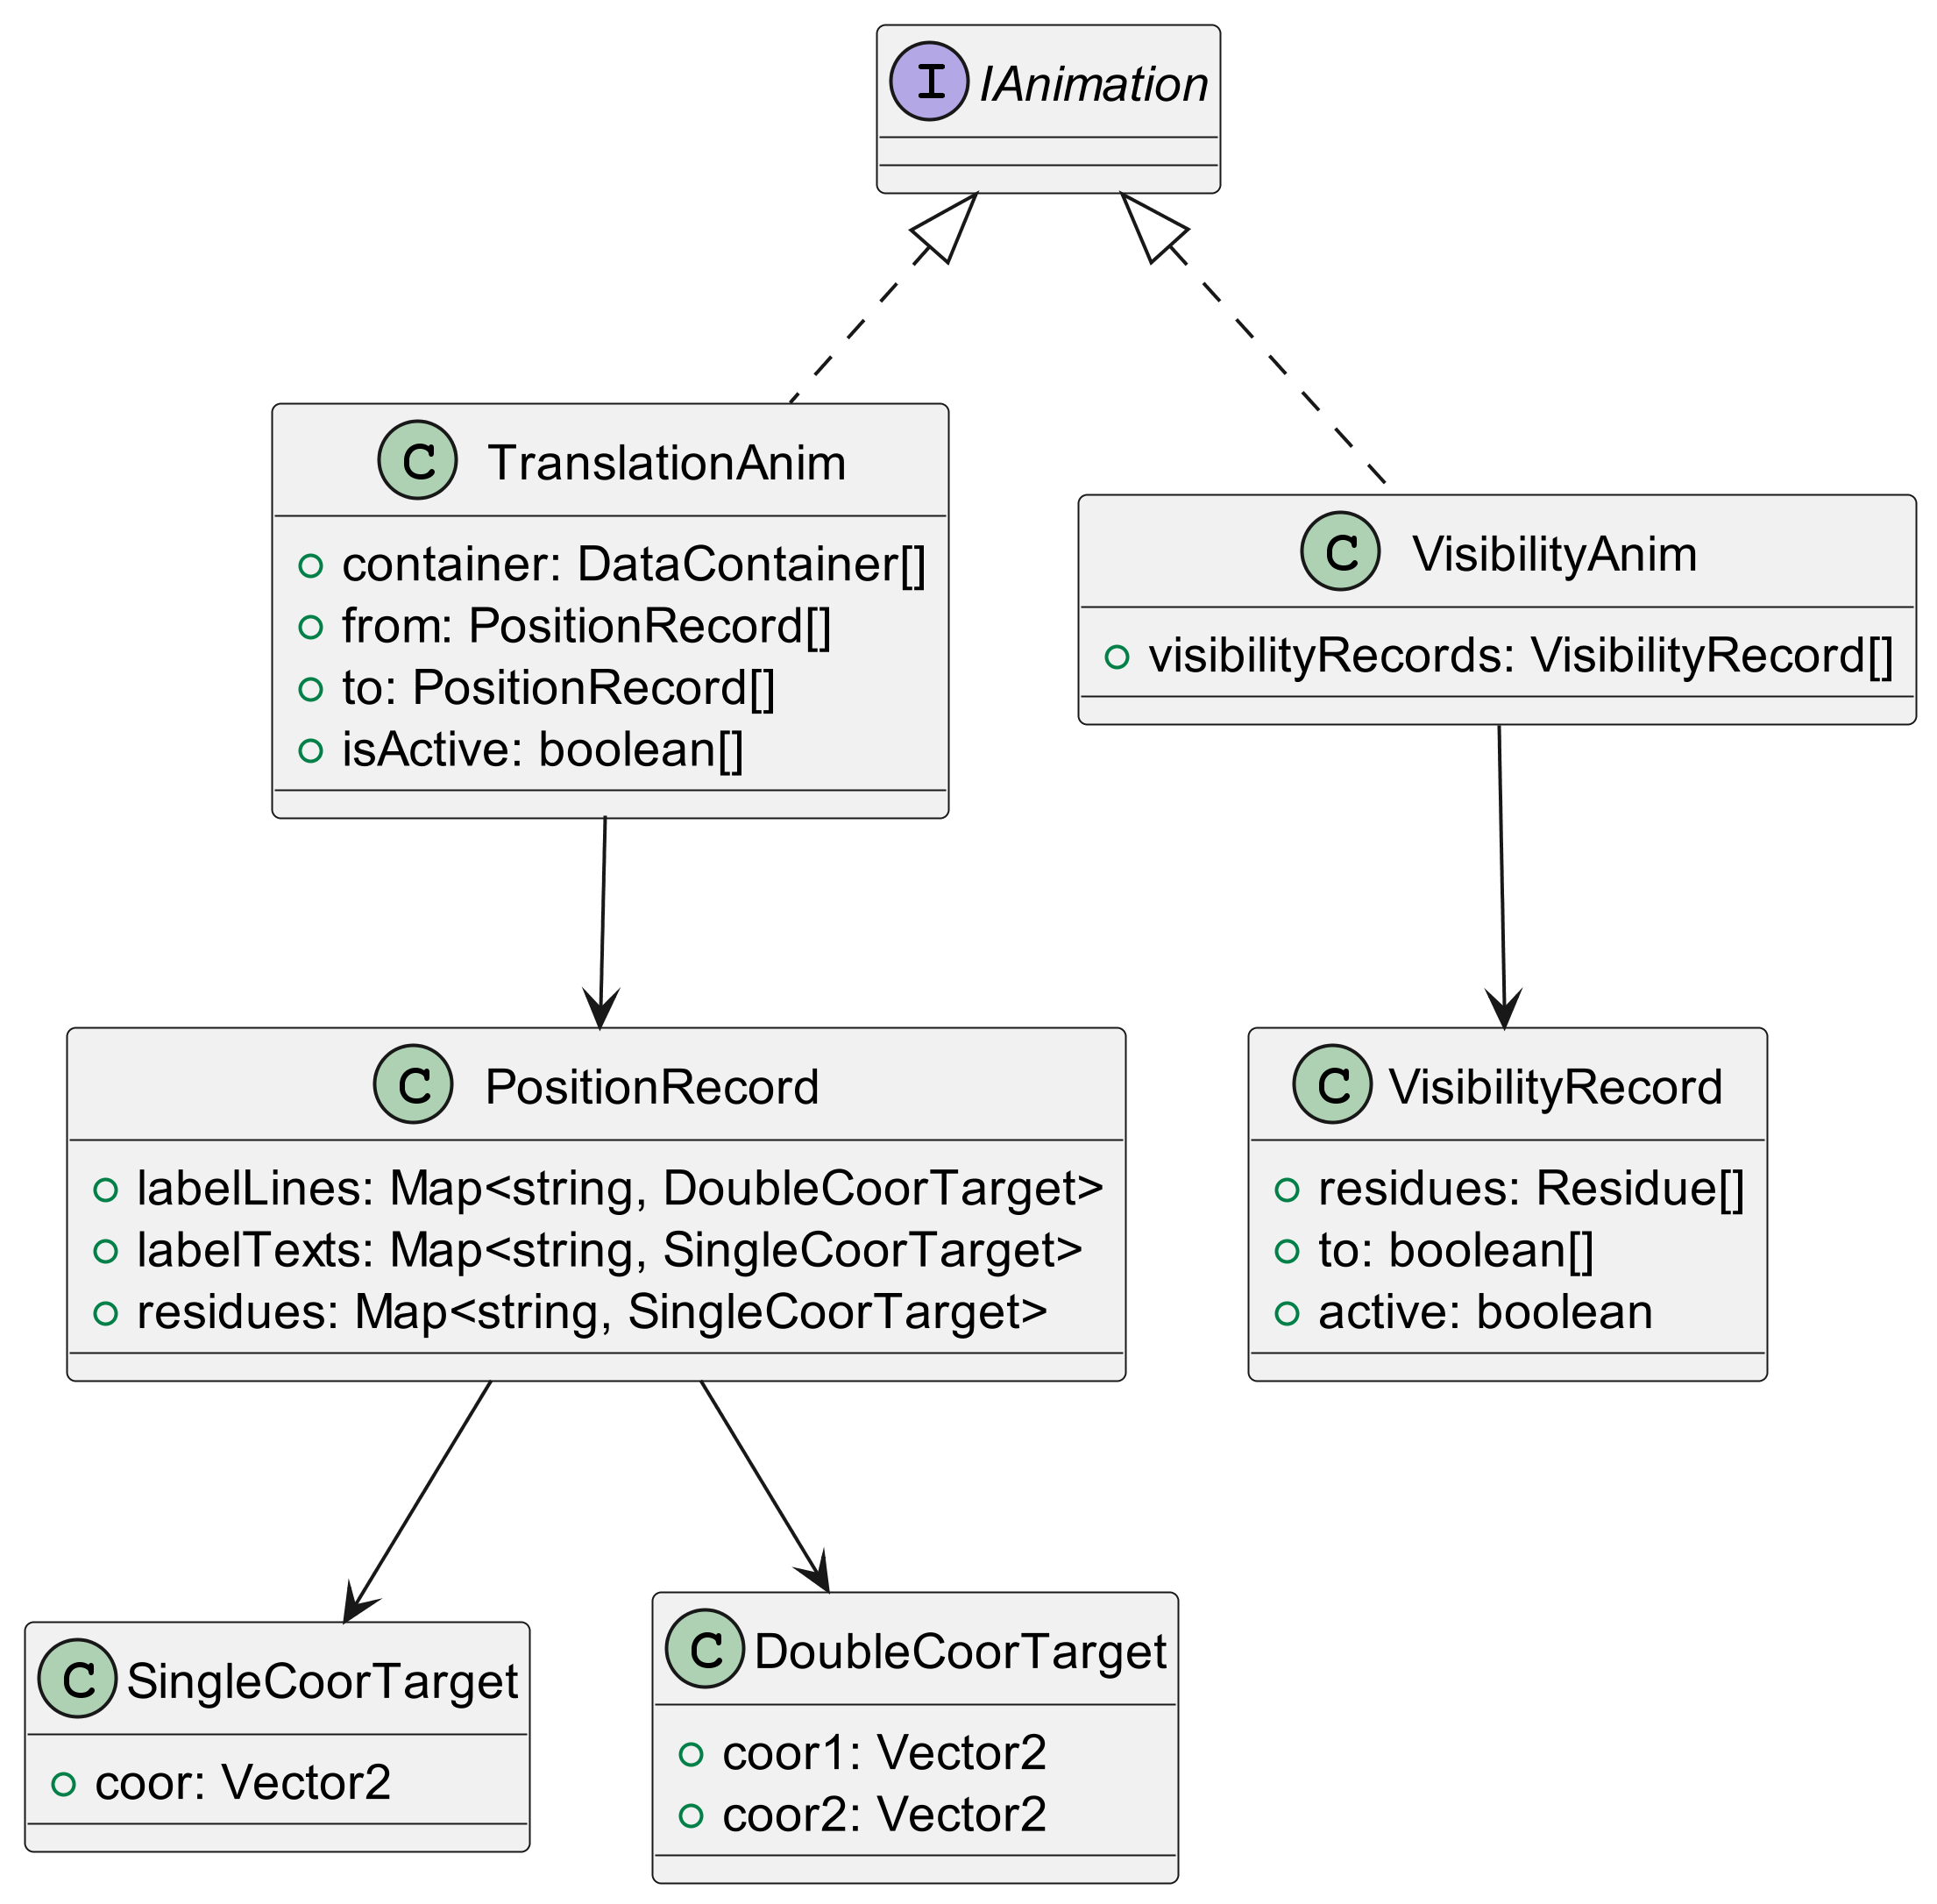 I IAnimation
C TranslationAnim
container: DataContainer[]
from: PositionRecord[]
to: PositionRecord[]
isActive: boolean[]
C VisibilityAnim
visibilityRecords: VisibilityRecord[]
C PositionRecord
labelLines: Map<string, DoubleCoorTarget>
labelTexts: Map<string, SingleCoorTarget>
residues: Map<string, SingleCoorTarget>
C VisibilityRecord
residues: Residue[]
to: boolean[]
active: boolean
C SingleCoorTarget
coor: Vector2
C DoubleCoorTarget
coor1: Vector2
coor2: Vector2